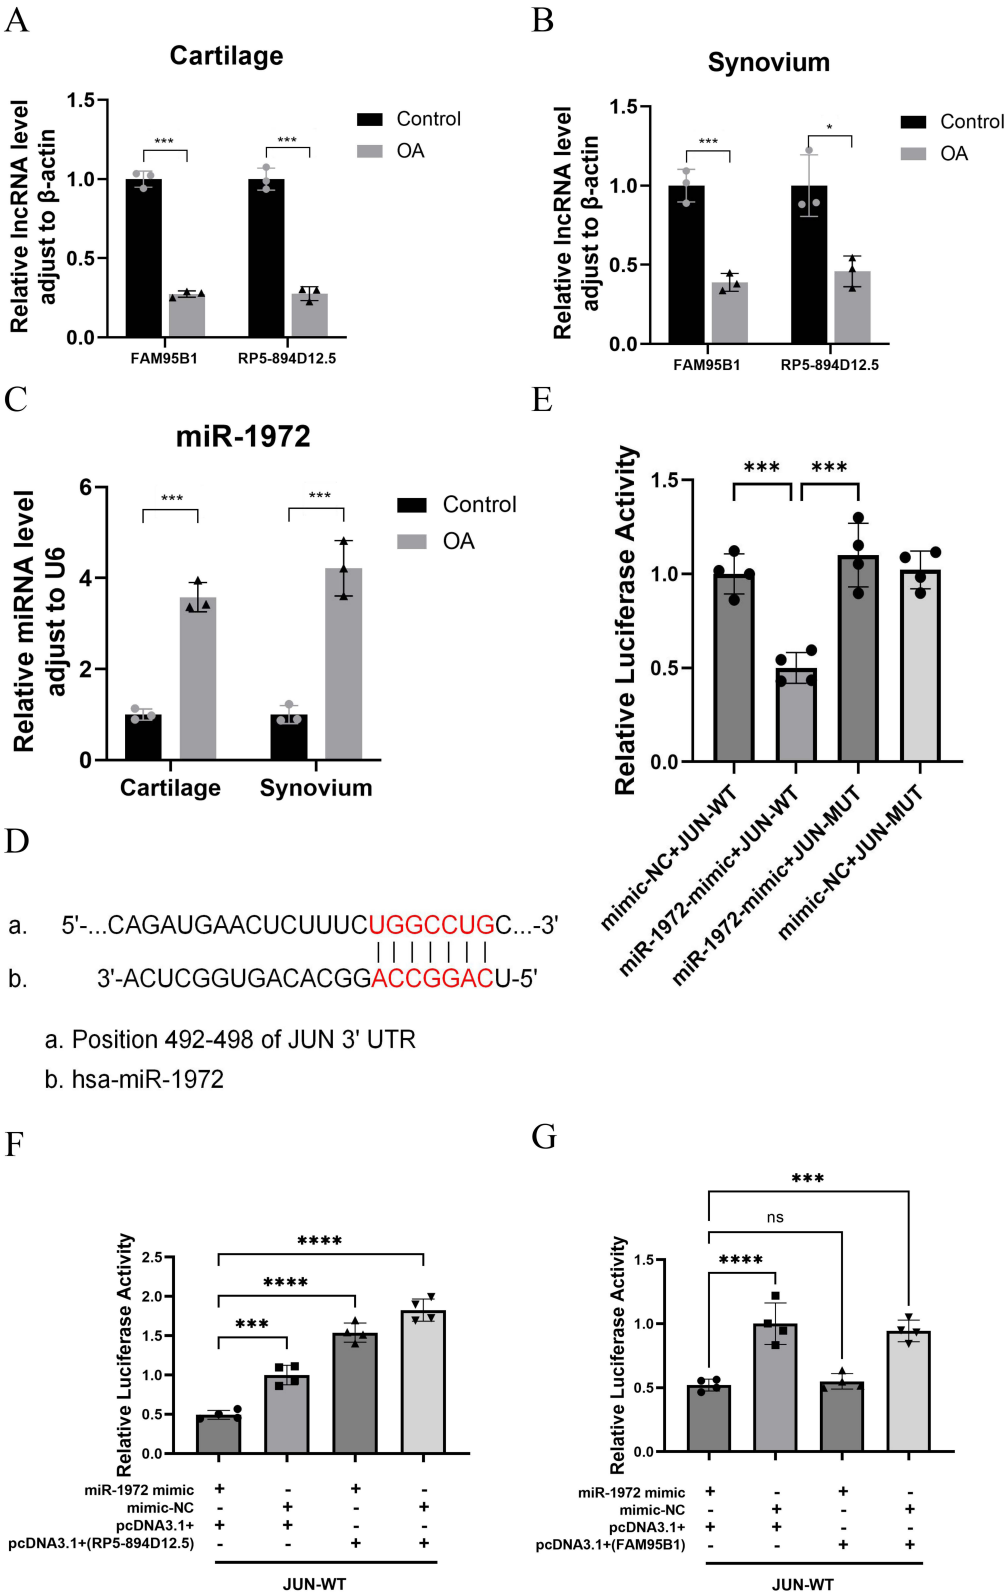 A
Cartilage
Relative lncRNA level
adjust to β-actin
1.5
1.0
0.5
0.0
***
***
Control
OA
FAM95B1
RP5-894D12.5
B
Synovium
Relative lncRNA level
adjust to β-actin
1.5
1.0
0.5
0.0
***
*
Control
OA
FAM95B1
RP5-894D12.5
C
miR-1972
Relative miRNA level
adjust to U6
6
4
2
0
***
***
Control
OA
Cartilage
Synovium
E
Relative Luciferase Activity
1.5
1.0
0.5
0.0
***
***
mimic-NC+JUN-WT
miR-1972-mimic+JUN-WT
miR-1972-mimic+JUN-MUT
mimic-NC+JUN-MUT
D
a. 5'-...CAGAUGAACUCUUUCUGGCCUGC...-3'
b. 3'-ACUCGGUGACACGGACCGGACU-5'
a. Position 492-498 of JUN 3' UTR
b. hsa-miR-1972
F
Relative Luciferase Activity
2.5
2.0
1.5
1.0
0.5
0.0
****
****
***
miR-1972 mimic + - + -
mimic-NC - + - +
pcDNA3.1+ + + - -
pcDNA3.1+(RP5-894D12.5) - - + +
JUN-WT
G
Relative Luciferase Activity
1.5
1.0
0.5
0.0
***
ns
****
miR-1972 mimic + - + -
mimic-NC - + - +
pcDNA3.1+ + + - -
pcDNA3.1+(FAM95B1) - - + +
JUN-WT